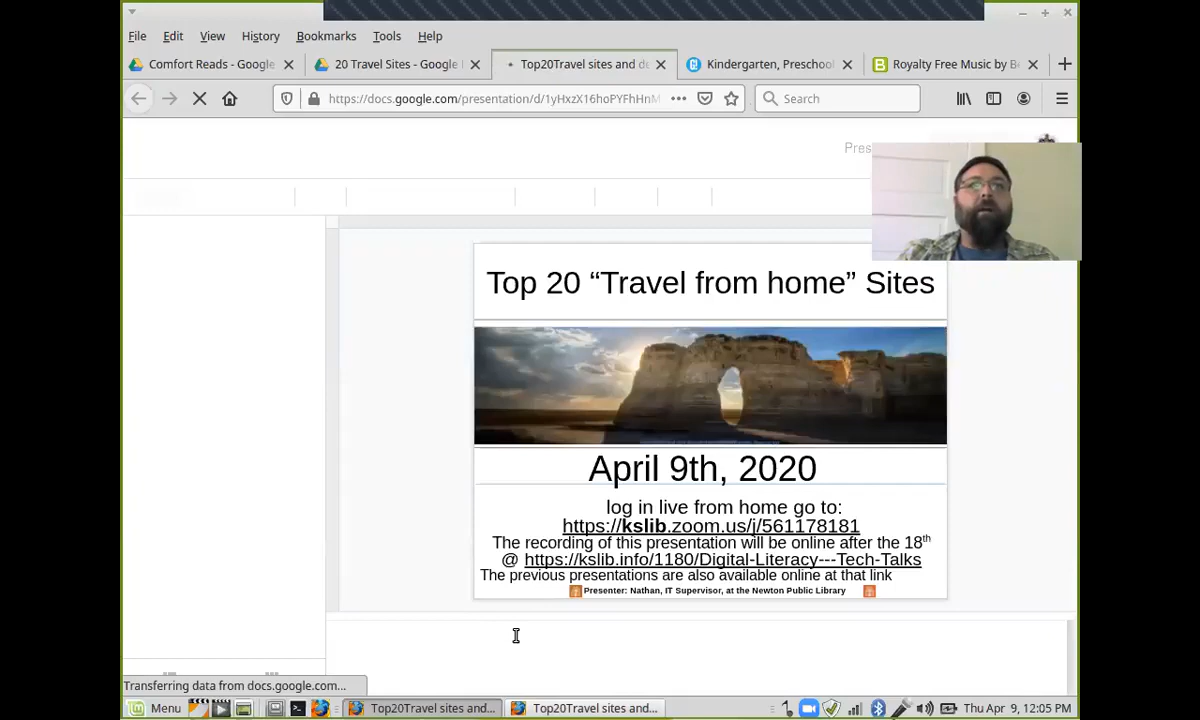 File Edit View History Bookmarks Tools Help
Comfort Reads - Google
20 Travel Sites - Google
Top20Travel sites and d
Kindergarten, Preschool
Royalty Free Music by B
https://docs.google.com/presentation/d/1yHxzX16hoPYFhHnM
Search
Pres
Top 20 “Travel from home” Sites
April 9th, 2020
log in live from home go to:
https://kslib.zoom.us/j/561178181
The recording of this presentation will be online after the 18th
@ https://kslib.info/1180/Digital-Literacy---Tech-Talks
The previous presentations are also available online at that link
Presenter: Nathan, IT Supervisor, at the Newton Public Library
Transferring data from docs.google.com...
Menu
Top20Travel sites and...
Top20Travel sites and...
Thu Apr 9, 12:05 PM